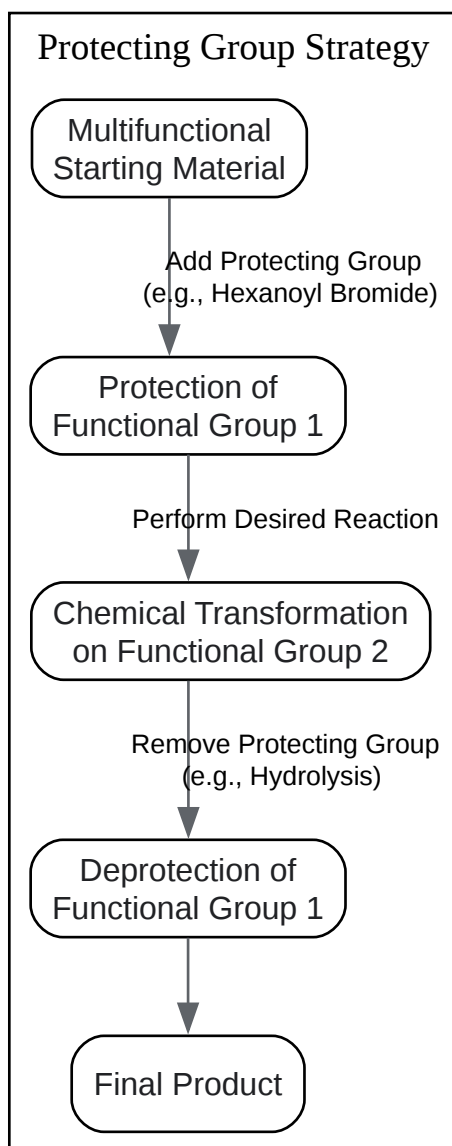 Protecting Group Strategy
Multifunctional
Starting Material
Add Protecting Group
(e.g., Hexanoyl Bromide)
Protection of
Functional Group 1
Perform Desired Reaction
Chemical Transformation
on Functional Group 2
Remove Protecting Group
(e.g., Hydrolysis)
Deprotection of
Functional Group 1
Final Product